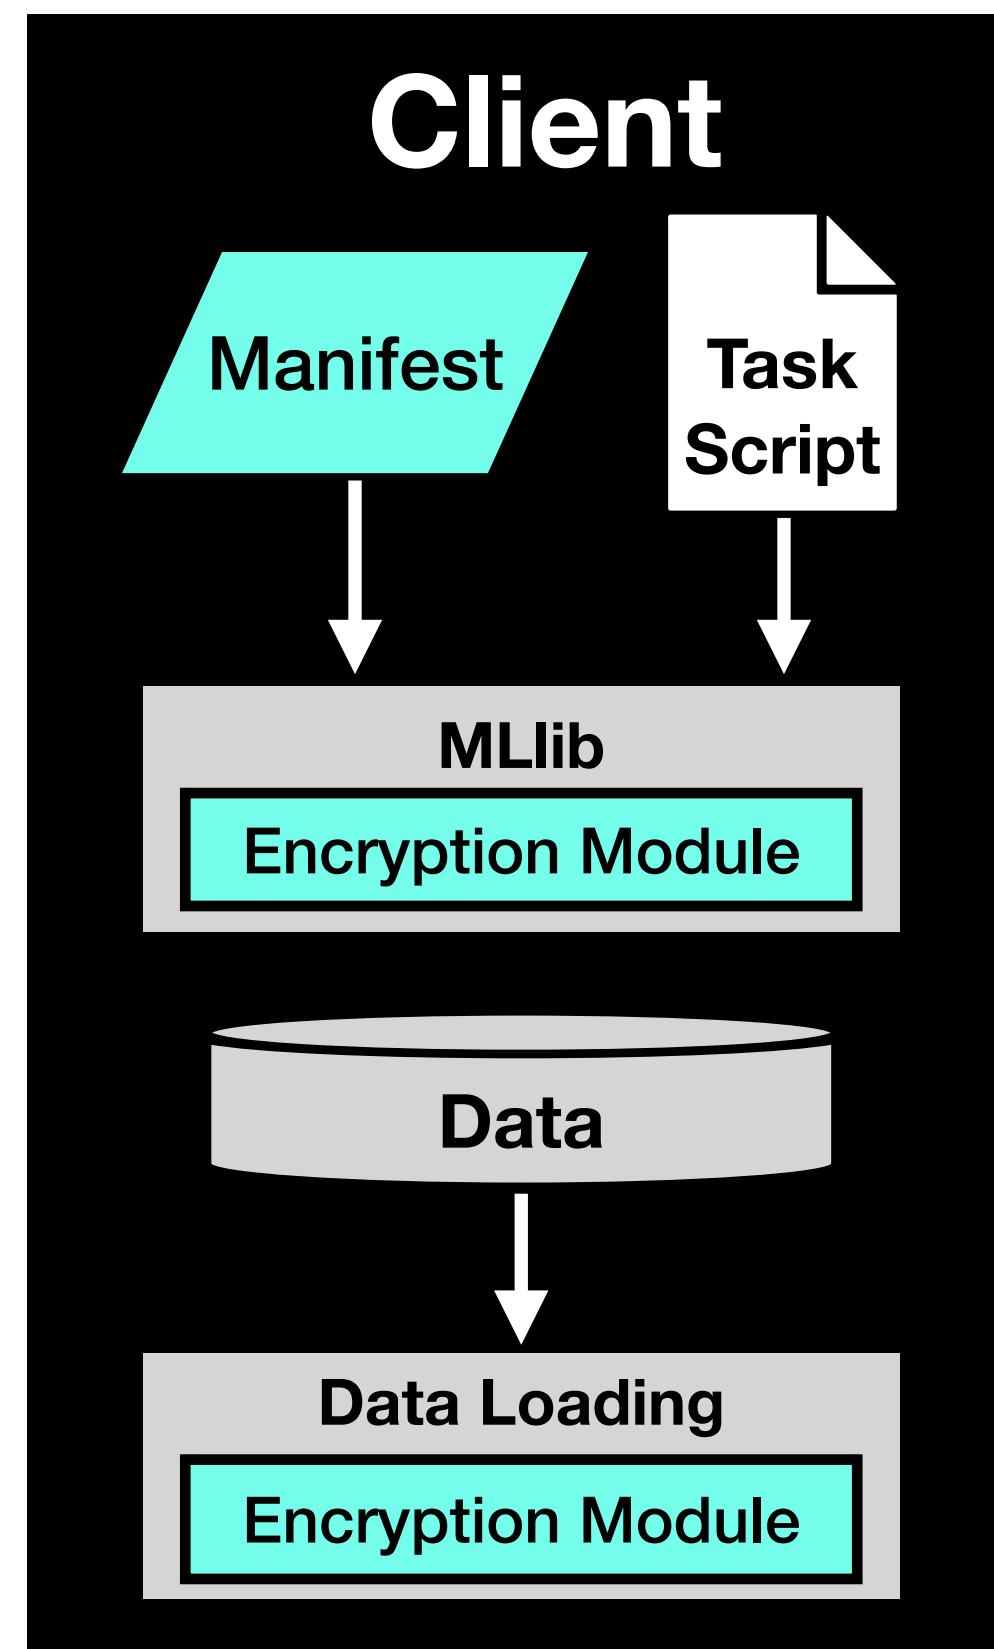 Client
Manifest
Task
Script
MLlib
Encryption Module
Data
Data Loading
Encryption Module